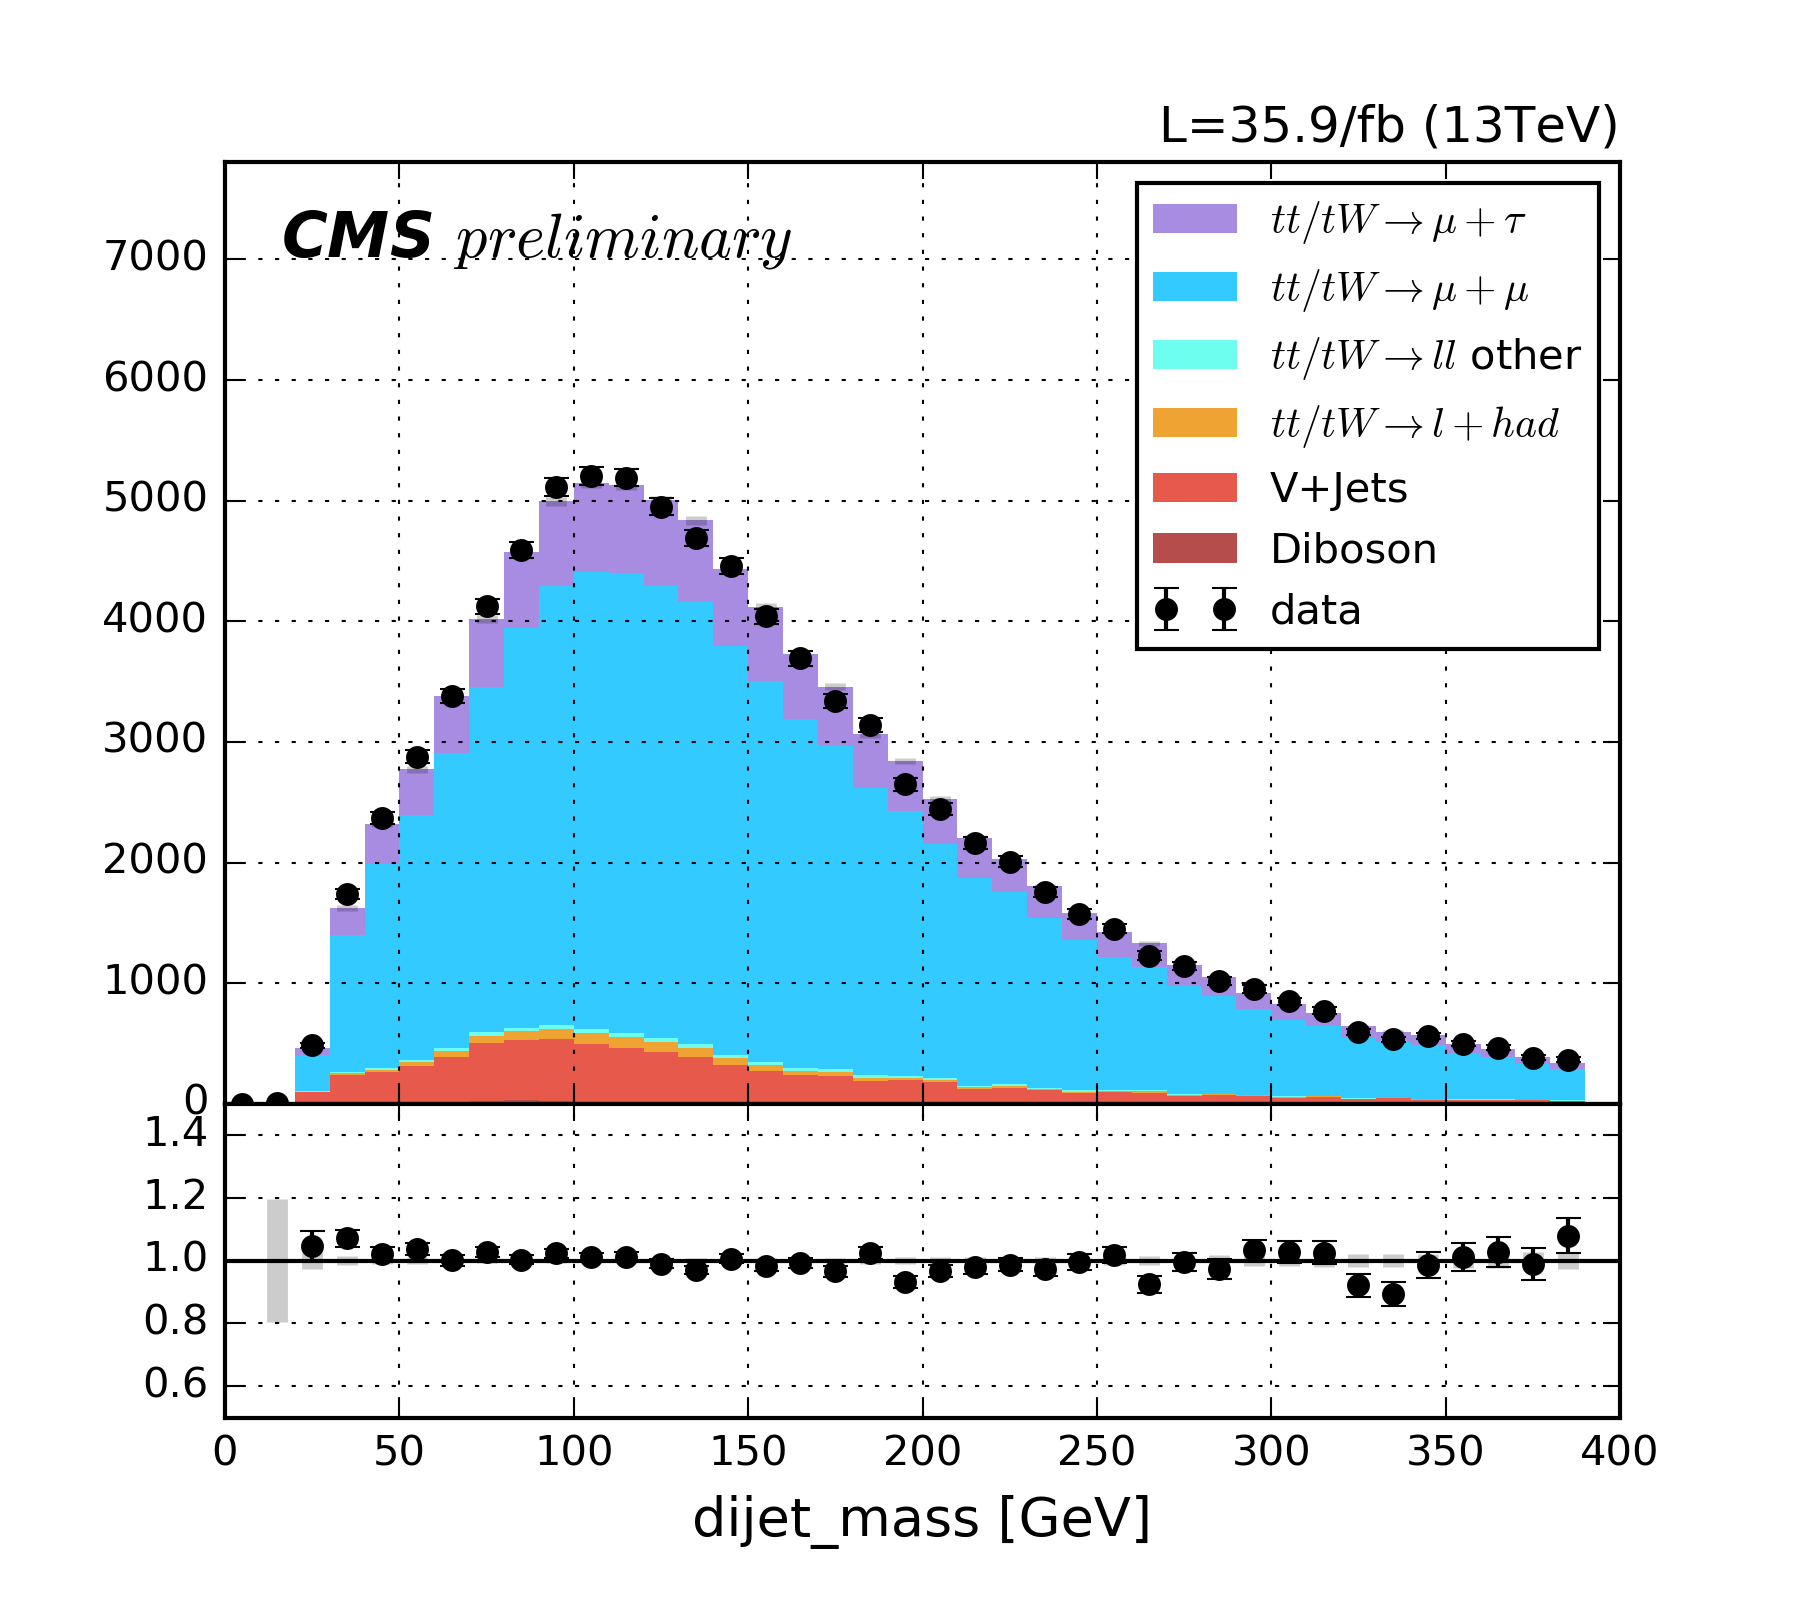 L=35.9/fb (13TeV)
CMS preliminary
7000
6000
5000
4000
3000
2000
1000
0
tt/tW → μ + τ
tt/tW → μ + μ
tt/tW → ll other
tt/tW → l + had
V+Jets
Diboson
data
1.4
1.2
1.0
0.8
0.6
0 50 100 150 200 250 300 350 400
dijet_mass [GeV]